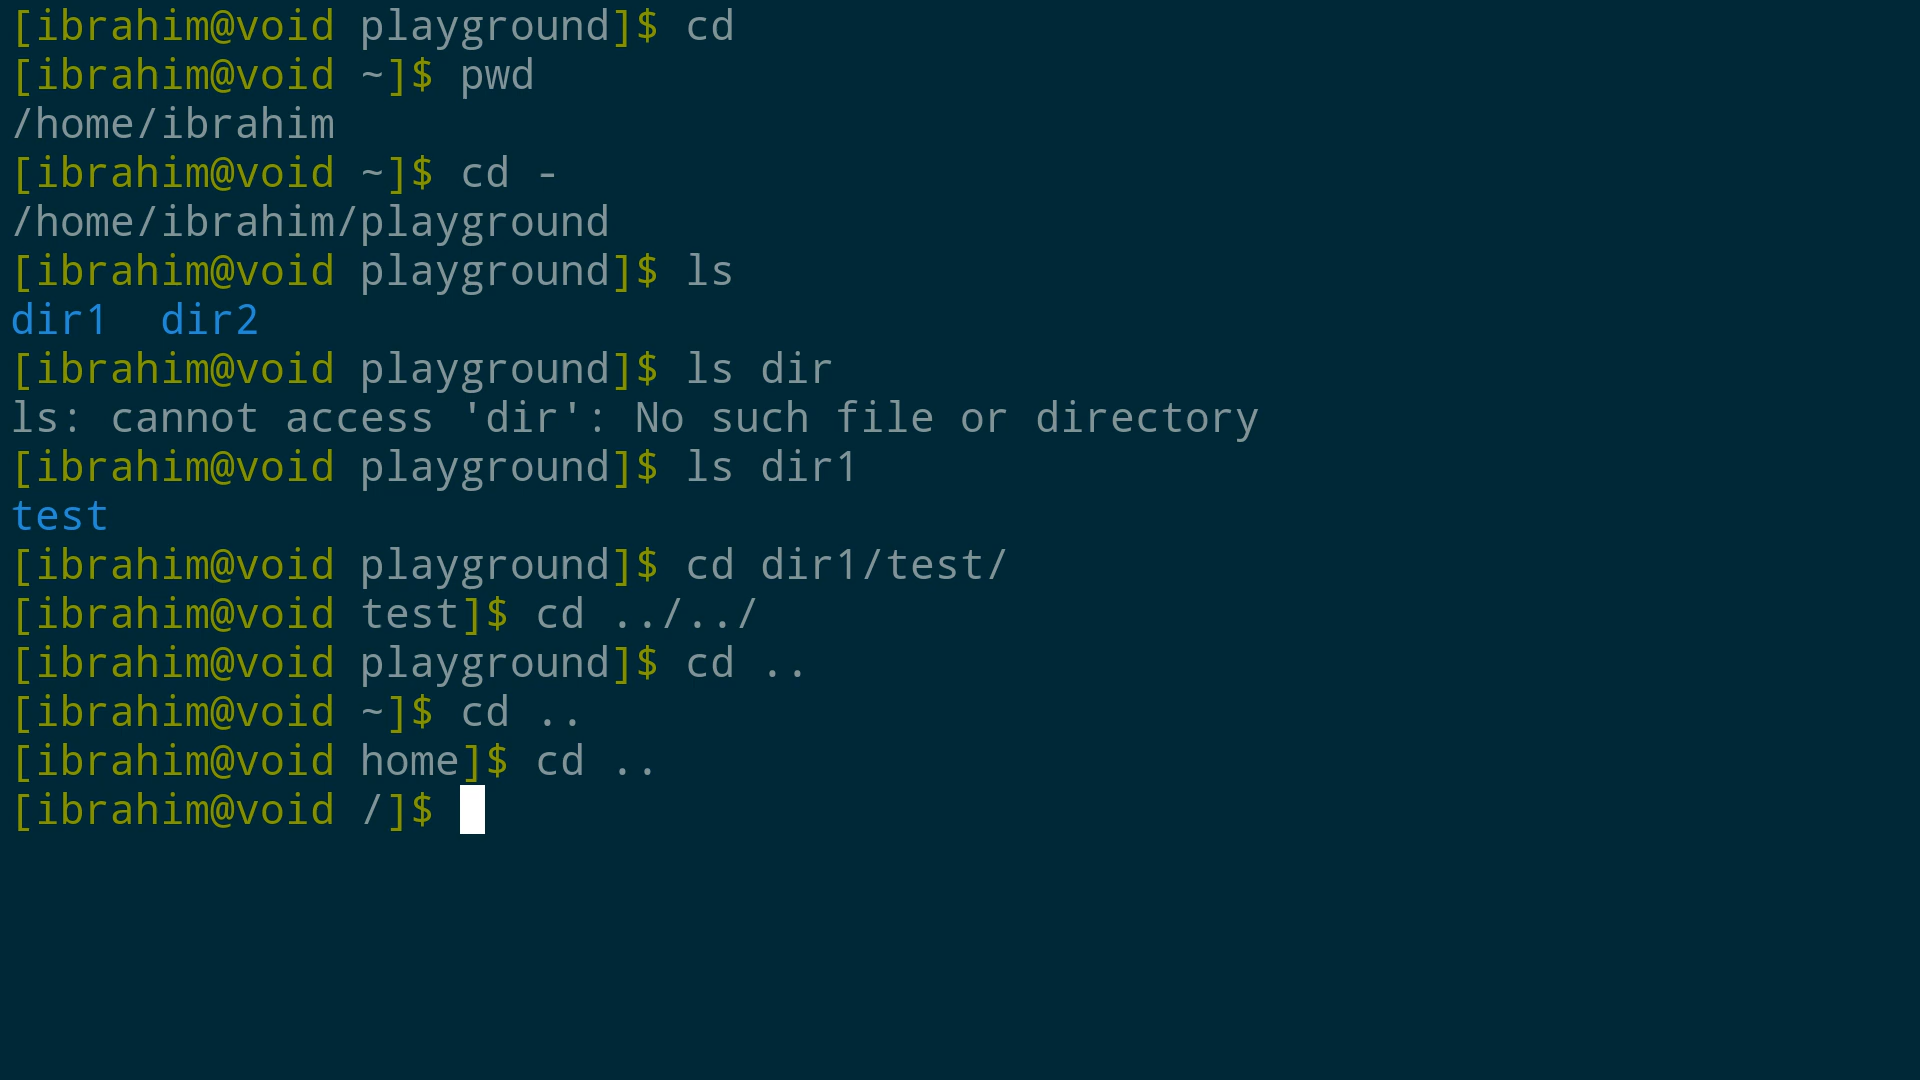 [ibrahim@void playground]$ cd
[ibrahim@void ~]$ pwd
/home/ibrahim
[ibrahim@void ~]$ cd -
/home/ibrahim/playground
[ibrahim@void playground]$ ls
dir1  dir2
[ibrahim@void playground]$ ls dir
ls: cannot access 'dir': No such file or directory
[ibrahim@void playground]$ ls dir1
test
[ibrahim@void playground]$ cd dir1/test/
[ibrahim@void test]$ cd ../../
[ibrahim@void playground]$ cd ..
[ibrahim@void ~]$ cd ..
[ibrahim@void home]$ cd ..
[ibrahim@void /]$